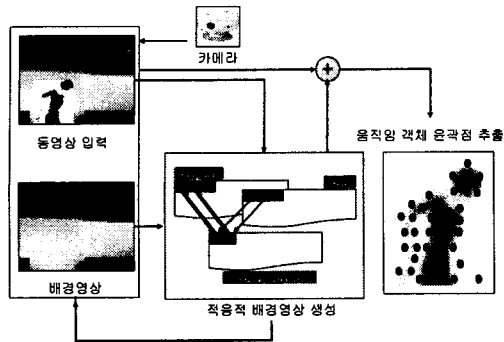 카메라
동영상 입력
움직임 객체 윤곽점 추출
배경영상
적응적 배경영상 생성